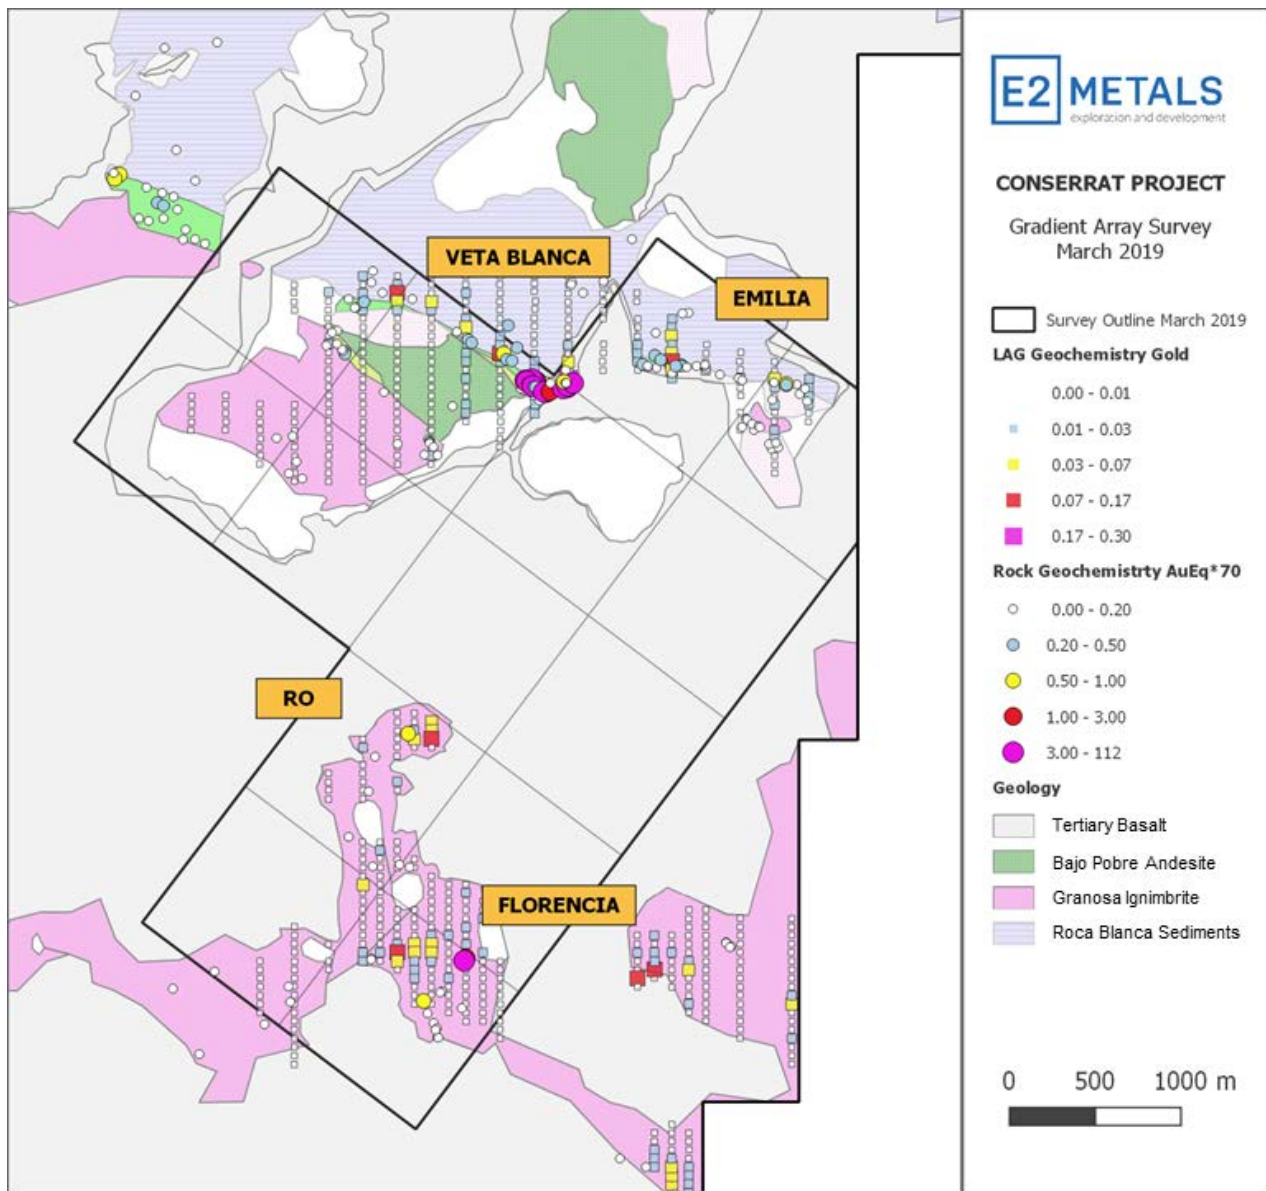 VETA BLANCA
EMILIA
RO
FLORENCIA
E2 METALS
exploration and development
CONSERRAT PROJECT
Gradient Array Survey
March 2019
Survey Outline March 2019
LAG Geochemistry Gold
0.00 - 0.01
0.01 - 0.03
0.03 - 0.07
0.07 - 0.17
0.17 - 0.30
Rock Geochemistrty AuEq*70
0.00 - 0.20
0.20 - 0.50
0.50 - 1.00
1.00 - 3.00
3.00 - 112
Geology
Tertiary Basalt
Bajo Pobre Andesite
Granosa Ignimbrite
Roca Blanca Sediments
0 500 1000 m